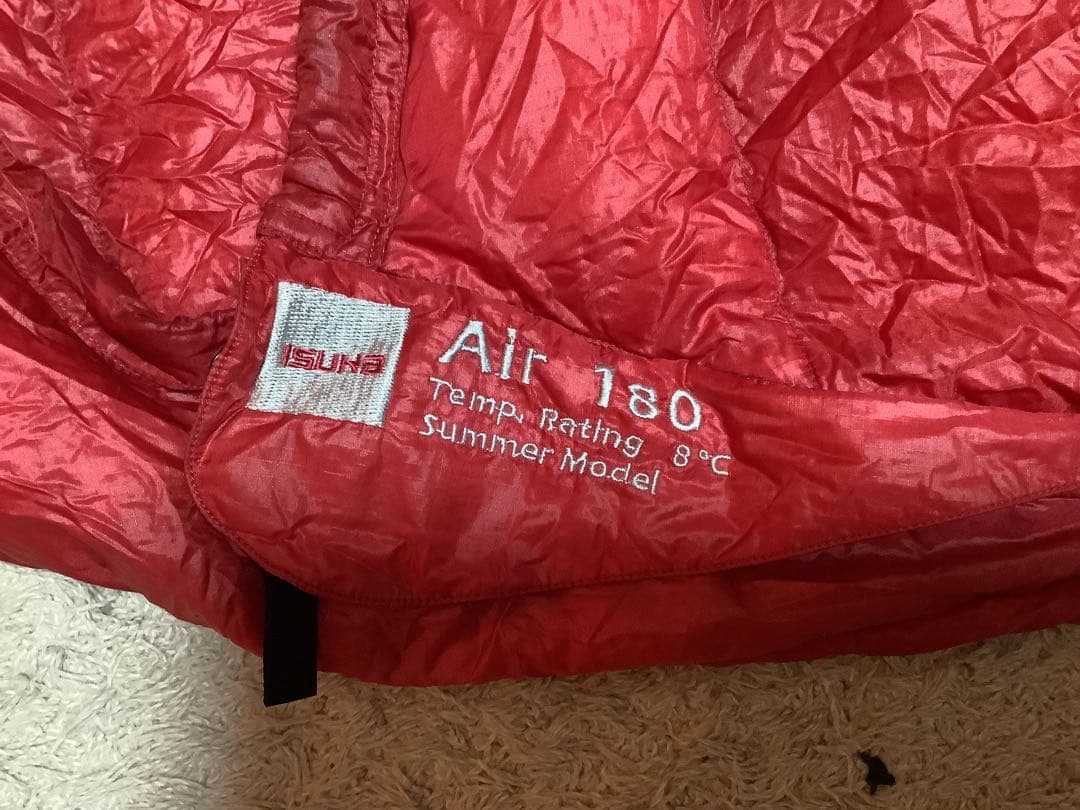 ISUKA
Air 180
Temp. Rating 8°C
Summer Model